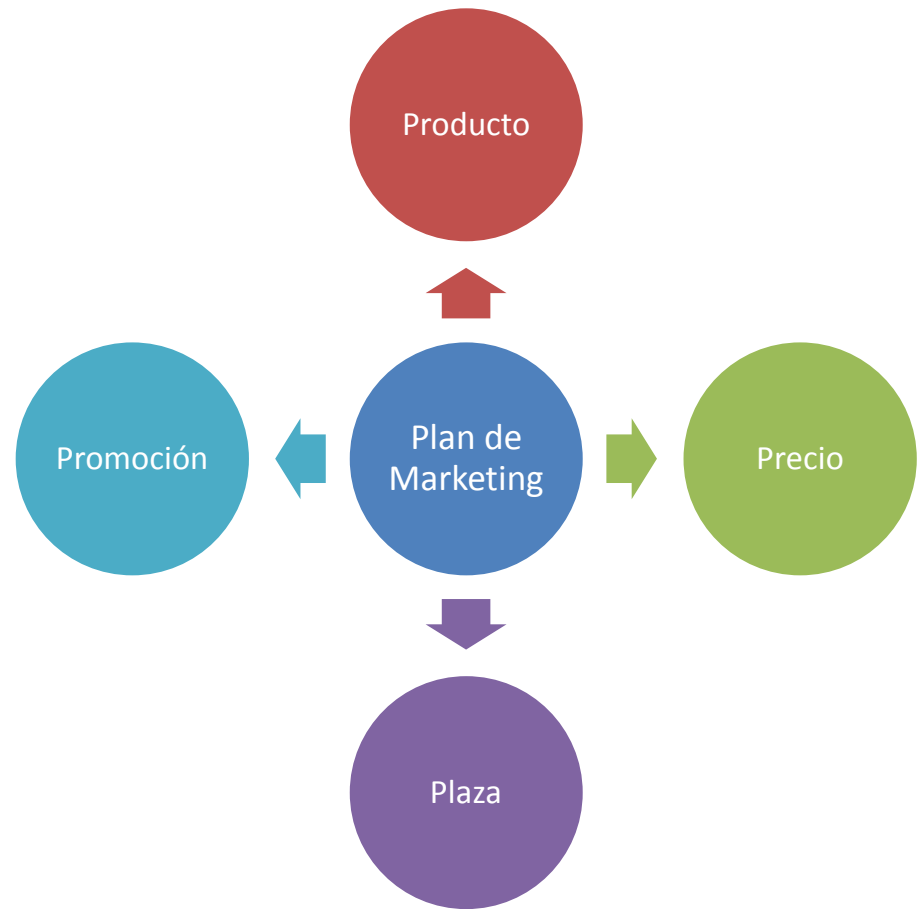 Producto
Promoción
Plan de
Marketing
Precio
Plaza